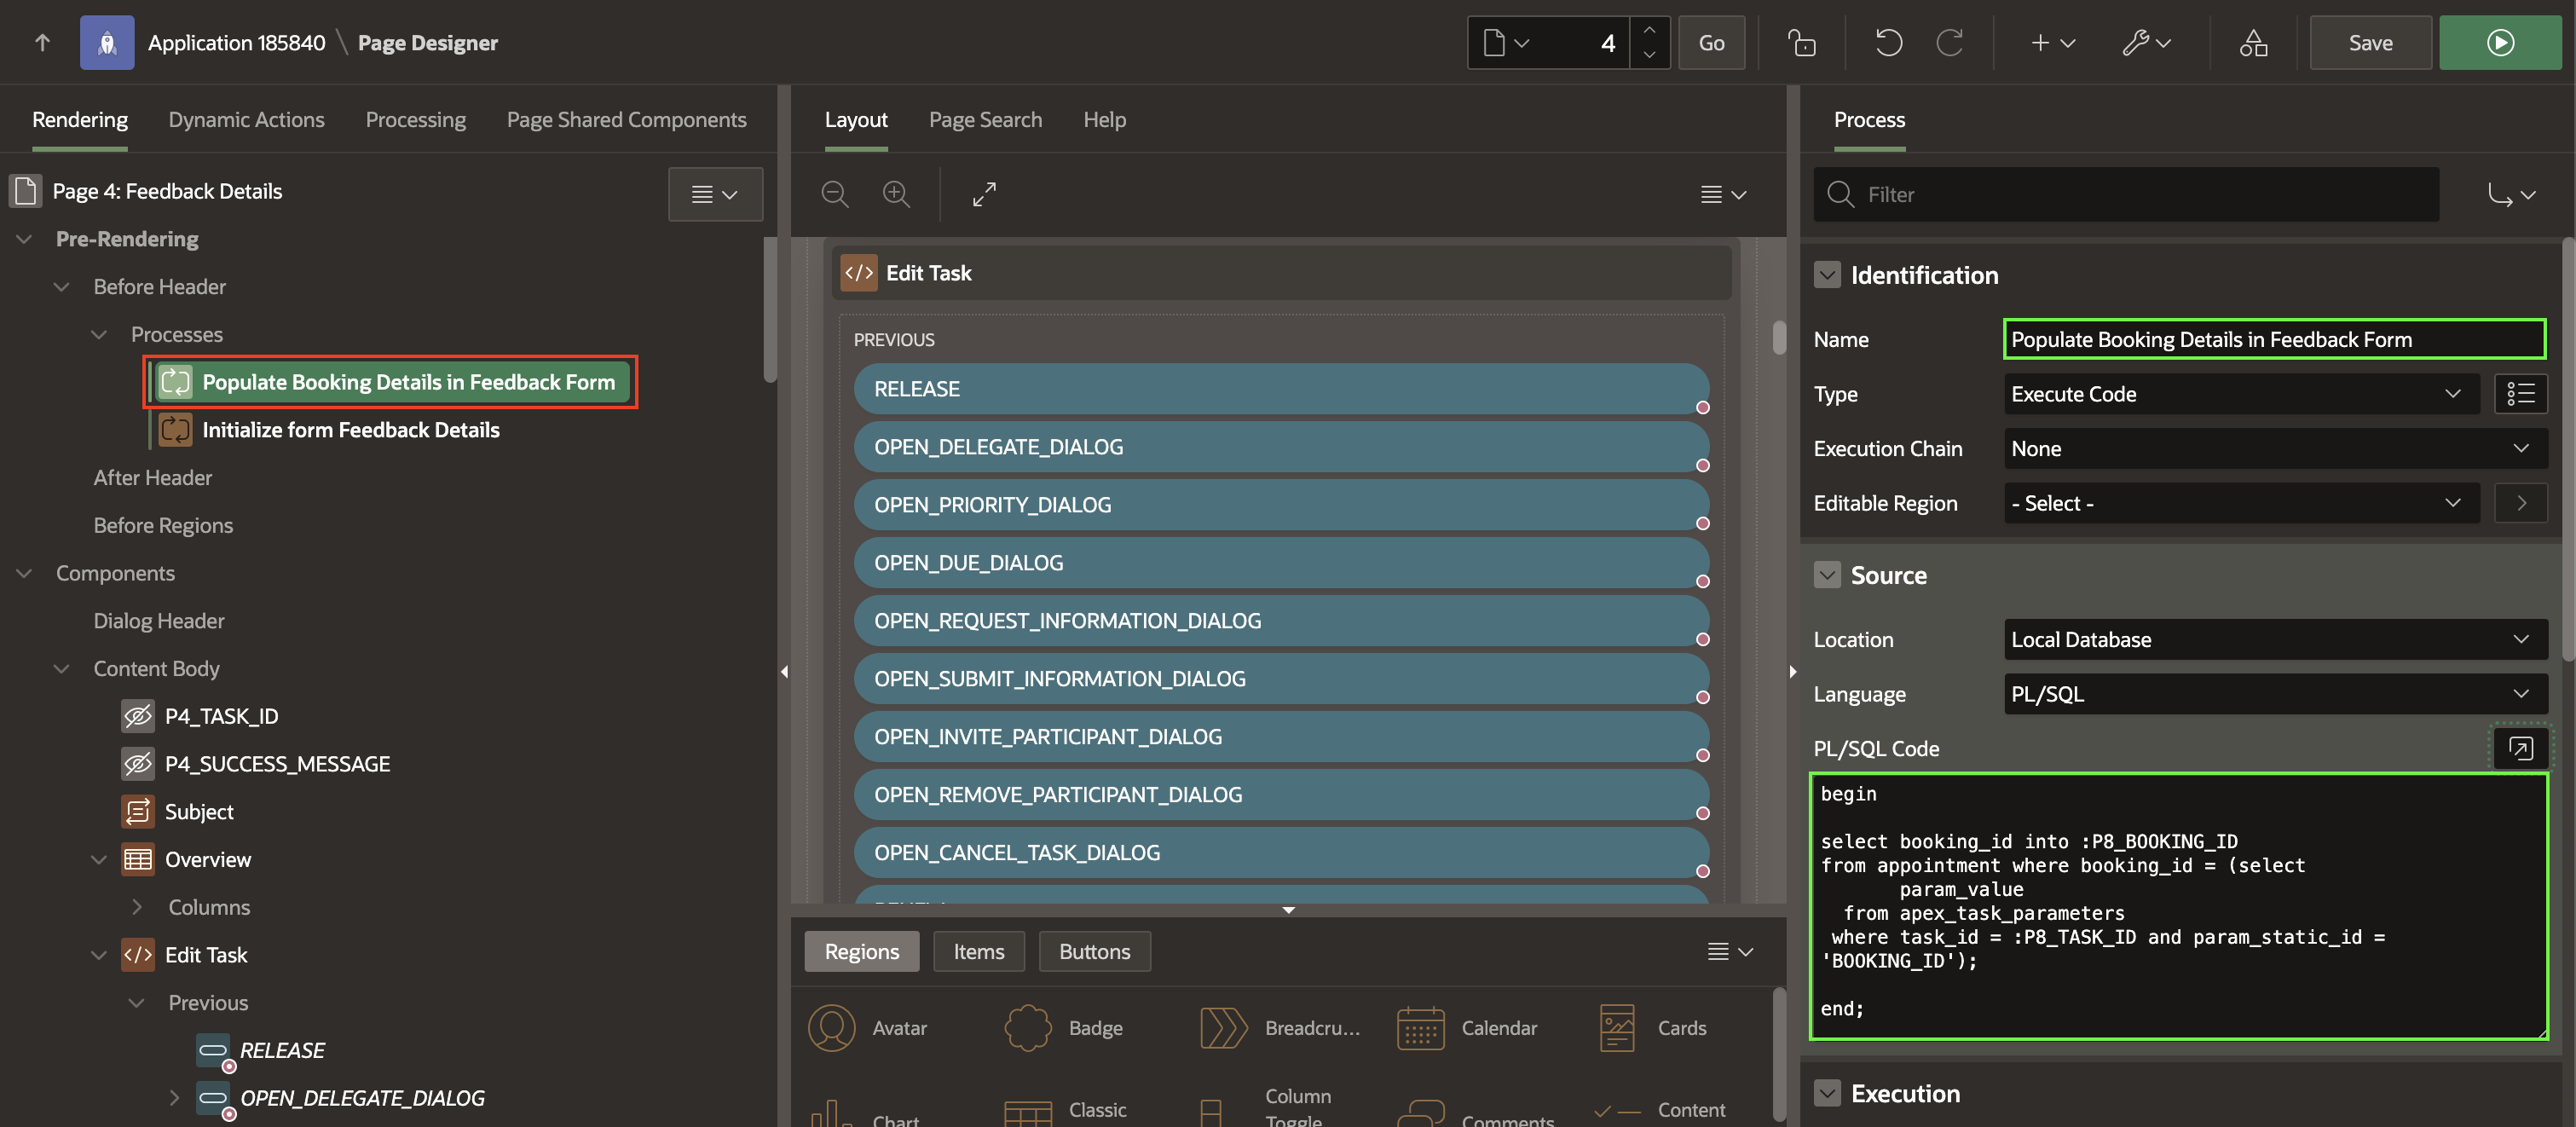 Application 185840 \ Page Designer
4
Go
Save
Rendering
Dynamic Actions
Processing
Page Shared Components
Page 4: Feedback Details
Pre-Rendering
Before Header
Processes
Populate Booking Details in Feedback Form
Initialize form Feedback Details
After Header
Before Regions
Components
Dialog Header
Content Body
P4_TASK_ID
P4_SUCCESS_MESSAGE
Subject
Overview
Columns
Edit Task
Previous
RELEASE
OPEN_DELEGATE_DIALOG
Layout
Page Search
Help
Edit Task
PREVIOUS
RELEASE
OPEN_DELEGATE_DIALOG
OPEN_PRIORITY_DIALOG
OPEN_DUE_DIALOG
OPEN_REQUEST_INFORMATION_DIALOG
OPEN_SUBMIT_INFORMATION_DIALOG
OPEN_INVITE_PARTICIPANT_DIALOG
OPEN_REMOVE_PARTICIPANT_DIALOG
OPEN_CANCEL_TASK_DIALOG
Regions
Items
Buttons
Avatar
Badge
Breadcru...
Calendar
Cards
Chart
Classic
Column
Toggle
Comments
Content
Process
Filter
Identification
Name
Populate Booking Details in Feedback Form
Type
Execute Code
Execution Chain
None
Editable Region
- Select -
Source
Location
Local Database
Language
PL/SQL
PL/SQL Code
begin
select booking_id into :P8_BOOKING_ID
from appointment where booking_id = (select
param_value
from apex_task_parameters
where task_id = :P8_TASK_ID and param_static_id =
'BOOKING_ID');
end;
Execution